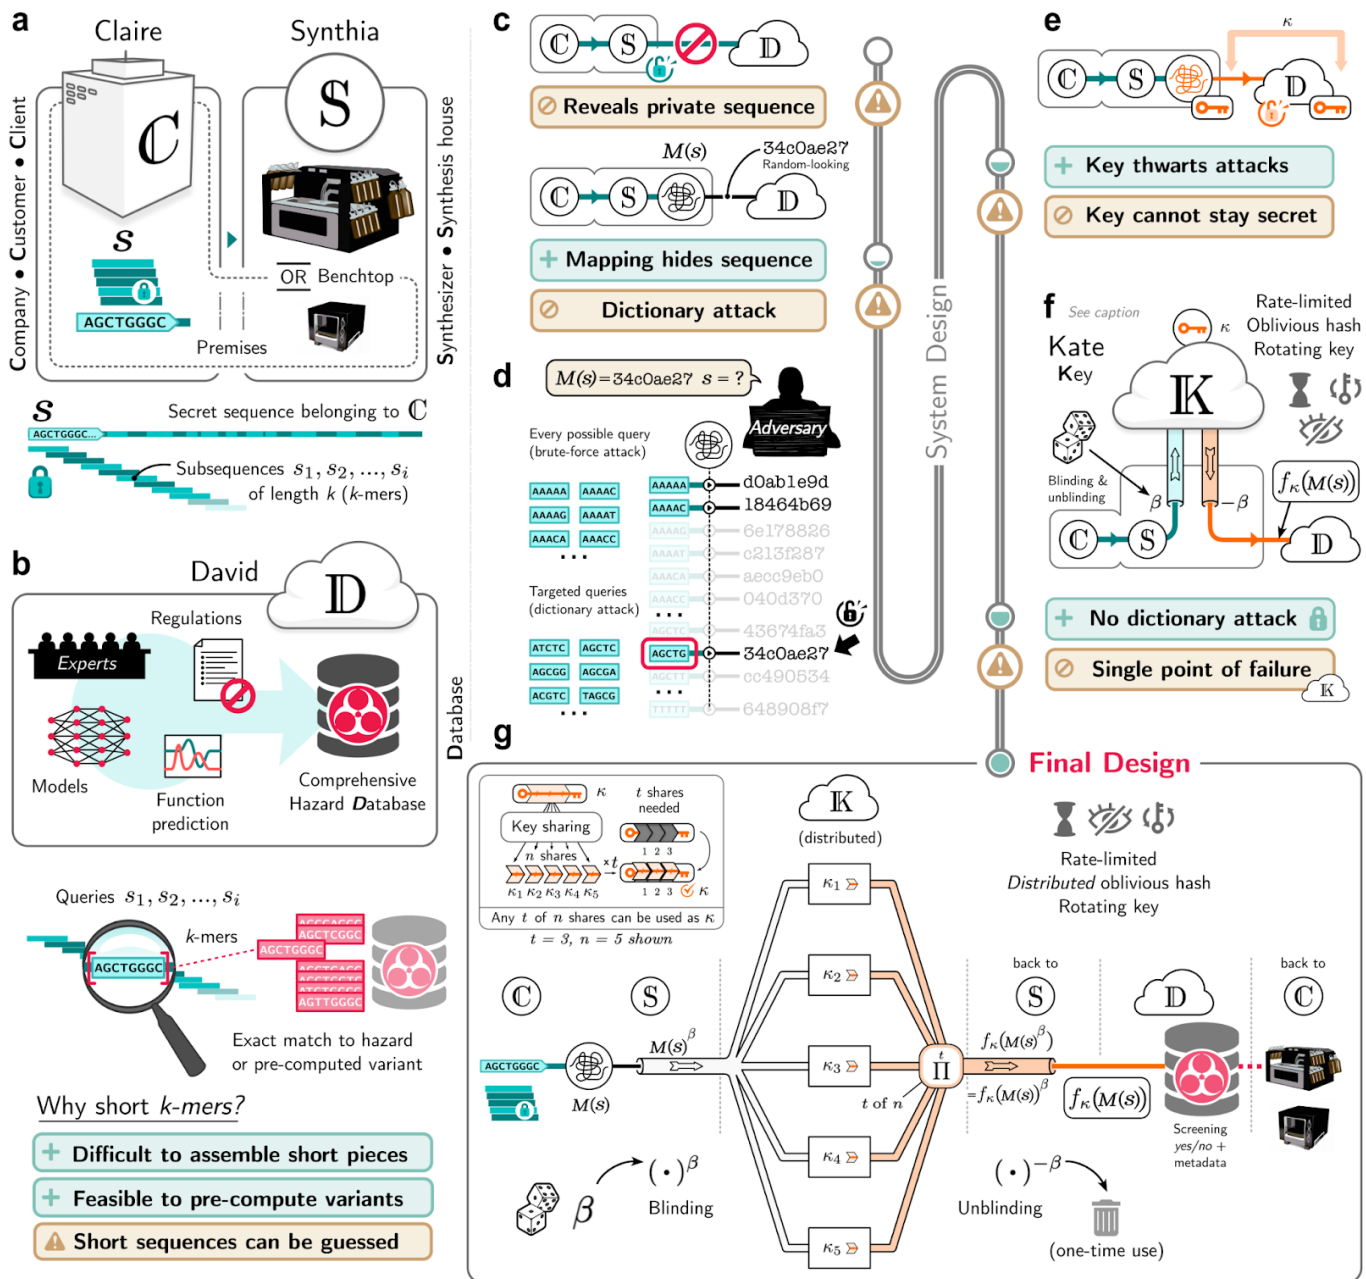 a
Claire
Synthia
ℂ
𝕊
Company • Customer • Client
Synthesizer • Synthesis house
s
AGCTGGGC
OR Benchtop
Premises
s
Secret sequence belonging to ℂ
AGCTGGGC...
Subsequences s₁, s₂, ..., sᵢ
of length k (k-mers)
b
David
𝔻
Database
Experts
Regulations
Models
Function
prediction
Comprehensive
Hazard Database
Queries s₁, s₂, ..., sᵢ
k-mers
AGCTGGGC
AGCTCGGC
AGCTGGGC
AGTTGGGC
Exact match to hazard
or pre-computed variant
Why short k-mers?
+ Difficult to assemble short pieces
+ Feasible to pre-compute variants
Short sequences can be guessed
c
ℂ
𝕊
𝔻
Reveals private sequence
M(s)
34c0ae27
Random-looking
ℂ
𝕊
𝔻
+ Mapping hides sequence
Dictionary attack
d
M(s)=34c0ae27 s = ?
Adversary
Every possible query
(brute-force attack)
AAAAA AAAAC
AAAAG AAAAT
AAACA AAACC
...
AAAAA d0ab1e9d
AAAAC 18464b69
AAAAG 6e178826
AAAAT c213f287
AAACA aecc9eb0
AAACC 040d370
...
Targeted queries
(dictionary attack)
ATCTC AGCTC
AGCGG AGCGA
ACGTC TAGCG
...
AGCTC 43674fa3
AGCTG 34c0ae27
AGCTT cc490534
...
TTTTT 648908f7
System Design
e
κ
ℂ
𝕊
𝔻
+ Key thwarts attacks
Key cannot stay secret
f
See caption
Kate
Key
κ
𝕂
Rate-limited
Oblivious hash
Rotating key
Blinding &
unblinding
β
−β
fκ(M(s))
ℂ
𝕊
𝔻
+ No dictionary attack
Single point of failure
𝕂
g
Final Design
κ
Key sharing
n shares
κ₁ κ₂ κ₃ κ₄ κ₅
t shares
needed
1 2 3
× t
1 2 3
κ
Any t of n shares can be used as κ
t = 3, n = 5 shown
𝕂
(distributed)
Rate-limited
Distributed oblivious hash
Rotating key
ℂ
𝕊
AGCTGGGC
M(s)
M(s)^β
κ₁
κ₂
κ₃
κ₄
κ₅
t
Π
t of n
back to
𝕊
𝔻
back to
ℂ
fκ(M(s)^β)
=fκ(M(s))^β
fκ(M(s))
Screening
yes/no +
metadata
β
(·)^β
Blinding
(·)^−β
Unblinding
(one-time use)